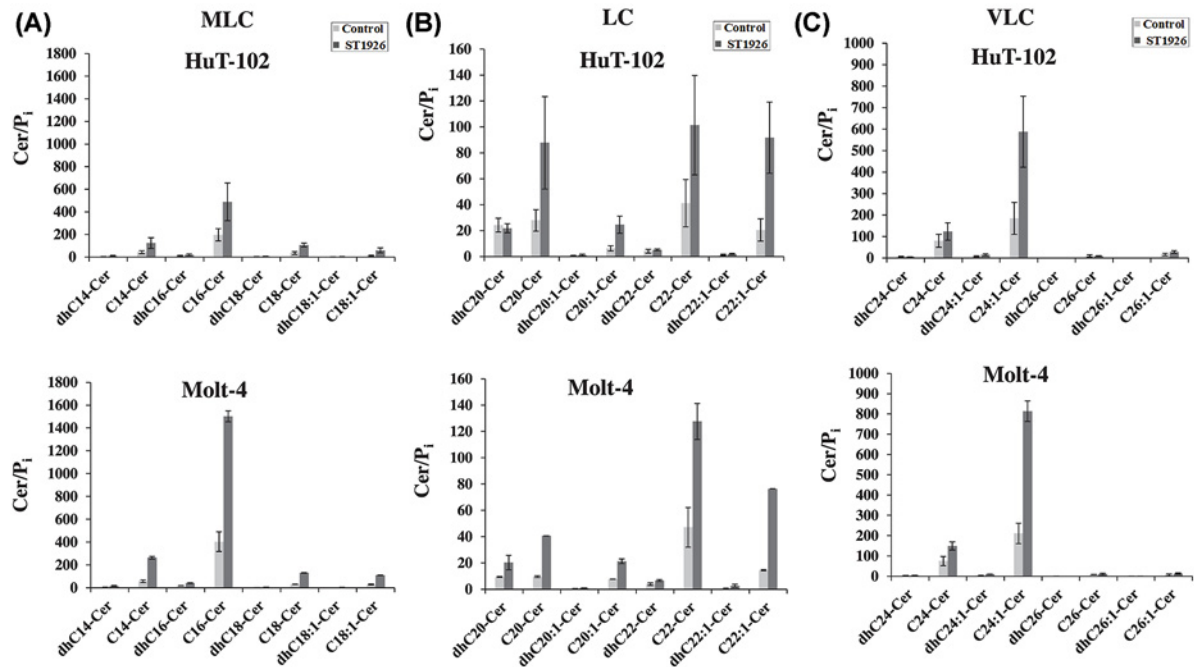 (A)
MLC
Control
ST1926
HuT-102
Cer/Pi
1800
1600
1400
1200
1000
800
600
400
200
0
dhC14-Cer
C14-Cer
dhC16-Cer
C16-Cer
dhC18-Cer
C18-Cer
dhC18:1-Cer
C18:1-Cer
Molt-4
Cer/Pi
1800
1600
1400
1200
1000
800
600
400
200
0
dhC14-Cer
C14-Cer
dhC16-Cer
C16-Cer
dhC18-Cer
C18-Cer
dhC18:1-Cer
C18:1-Cer
(B)
LC
Control
ST1926
HuT-102
Cer/Pi
160
140
120
100
80
60
40
20
0
dhC20-Cer
C20-Cer
dhC20:1-Cer
C20:1-Cer
dhC22-Cer
C22-Cer
dhC22:1-Cer
C22:1-Cer
Molt-4
Cer/Pi
160
140
120
100
80
60
40
20
0
dhC20-Cer
C20-Cer
dhC20:1-Cer
C20:1-Cer
dhC22-Cer
C22-Cer
dhC22:1-Cer
C22:1-Cer
(C)
VLC
Control
ST1926
HuT-102
Cer/Pi
1000
900
800
700
600
500
400
300
200
100
0
dhC24-Cer
C24-Cer
dhC24:1-Cer
C24:1-Cer
dhC26-Cer
C26-Cer
dhC26:1-Cer
C26:1-Cer
Molt-4
Cer/Pi
1000
900
800
700
600
500
400
300
200
100
0
dhC24-Cer
C24-Cer
dhC24:1-Cer
C24:1-Cer
dhC26-Cer
C26-Cer
dhC26:1-Cer
C26:1-Cer